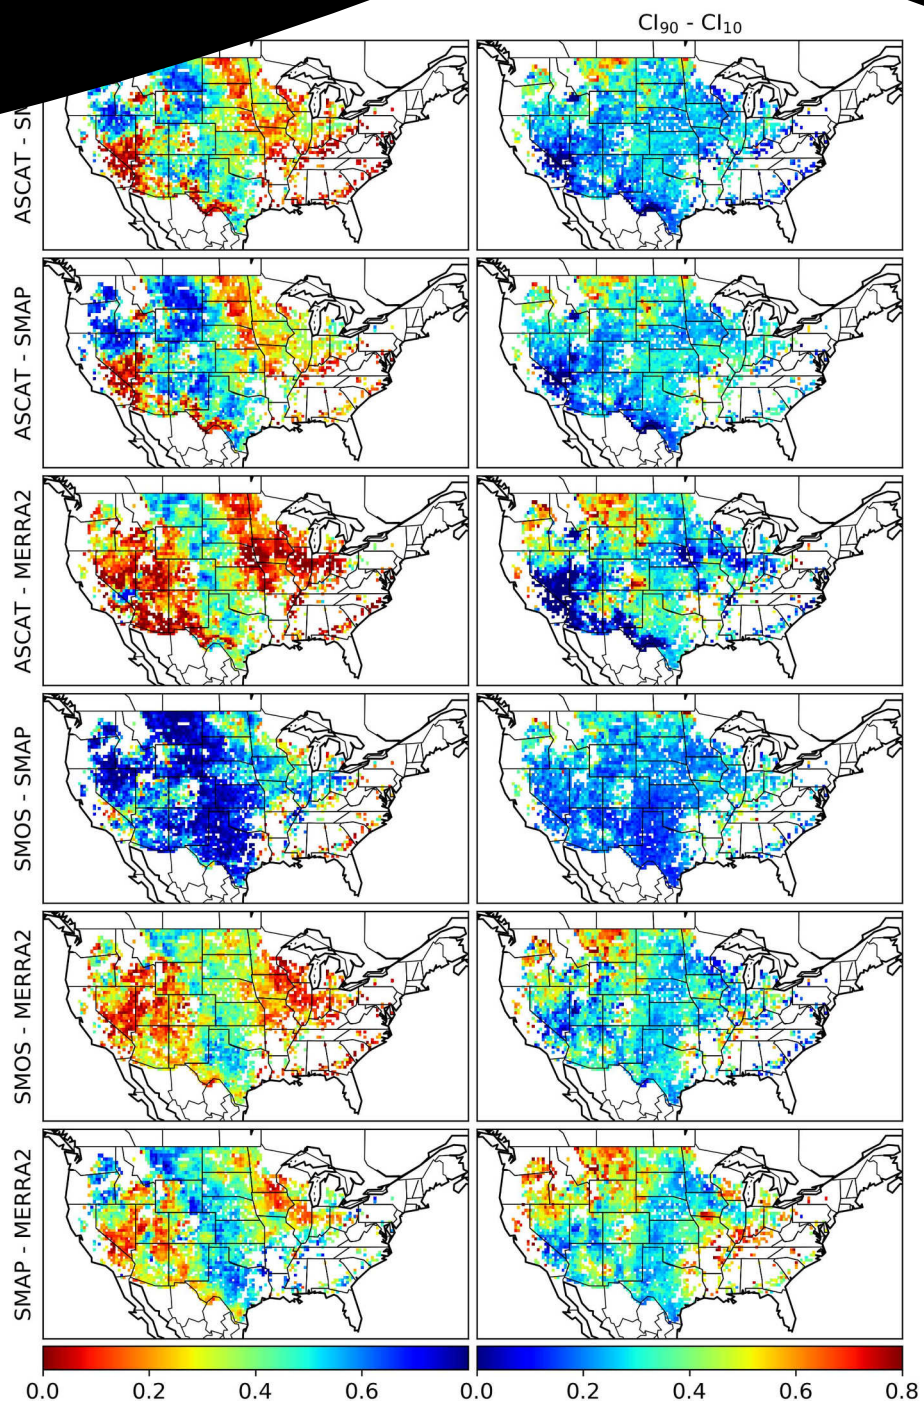 CI90 - CI10
ASCAT - SMAP
ASCAT - MERRA2
SMOS - SMAP
SMOS - MERRA2
SMAP - MERRA2
0.0 0.2 0.4 0.6 0.0 0.2 0.4 0.6 0.8